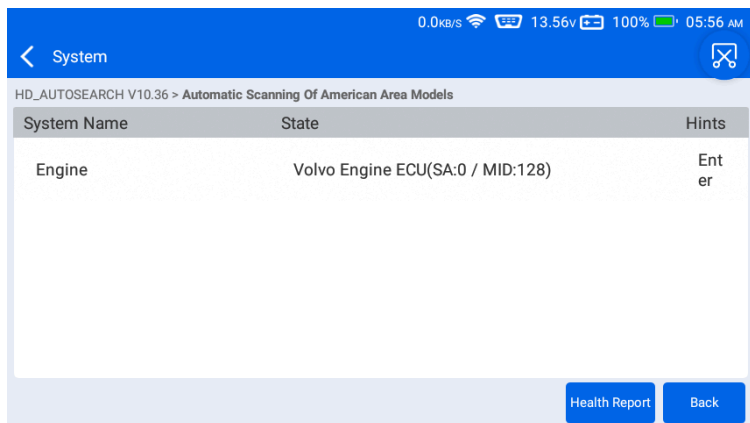 0.0KB/S 13.56V 100% 05:56 AM
System
HD_AUTOSEARCH V10.36 > Automatic Scanning Of American Area Models
System Name State Hints
Engine Volvo Engine ECU(SA:0 / MID:128) Ent
er
Health Report Back